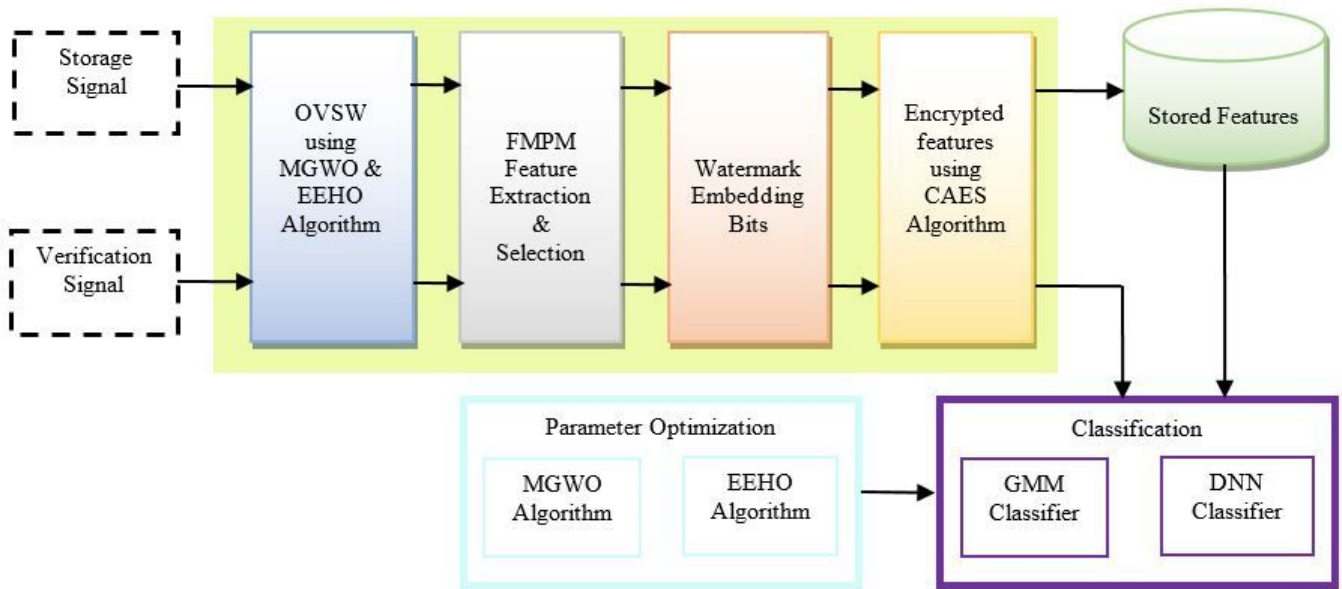 Storage
Signal
Verification
Signal
OVSW
using
MGWO &
EEHO
Algorithm
FMPM
Feature
Extraction
&
Selection
Watermark
Embedding
Bits
Encrypted
features
using
CAES
Algorithm
Stored Features
Parameter Optimization
MGWO
Algorithm
EEHO
Algorithm
Classification
GMM
Classifier
DNN
Classifier